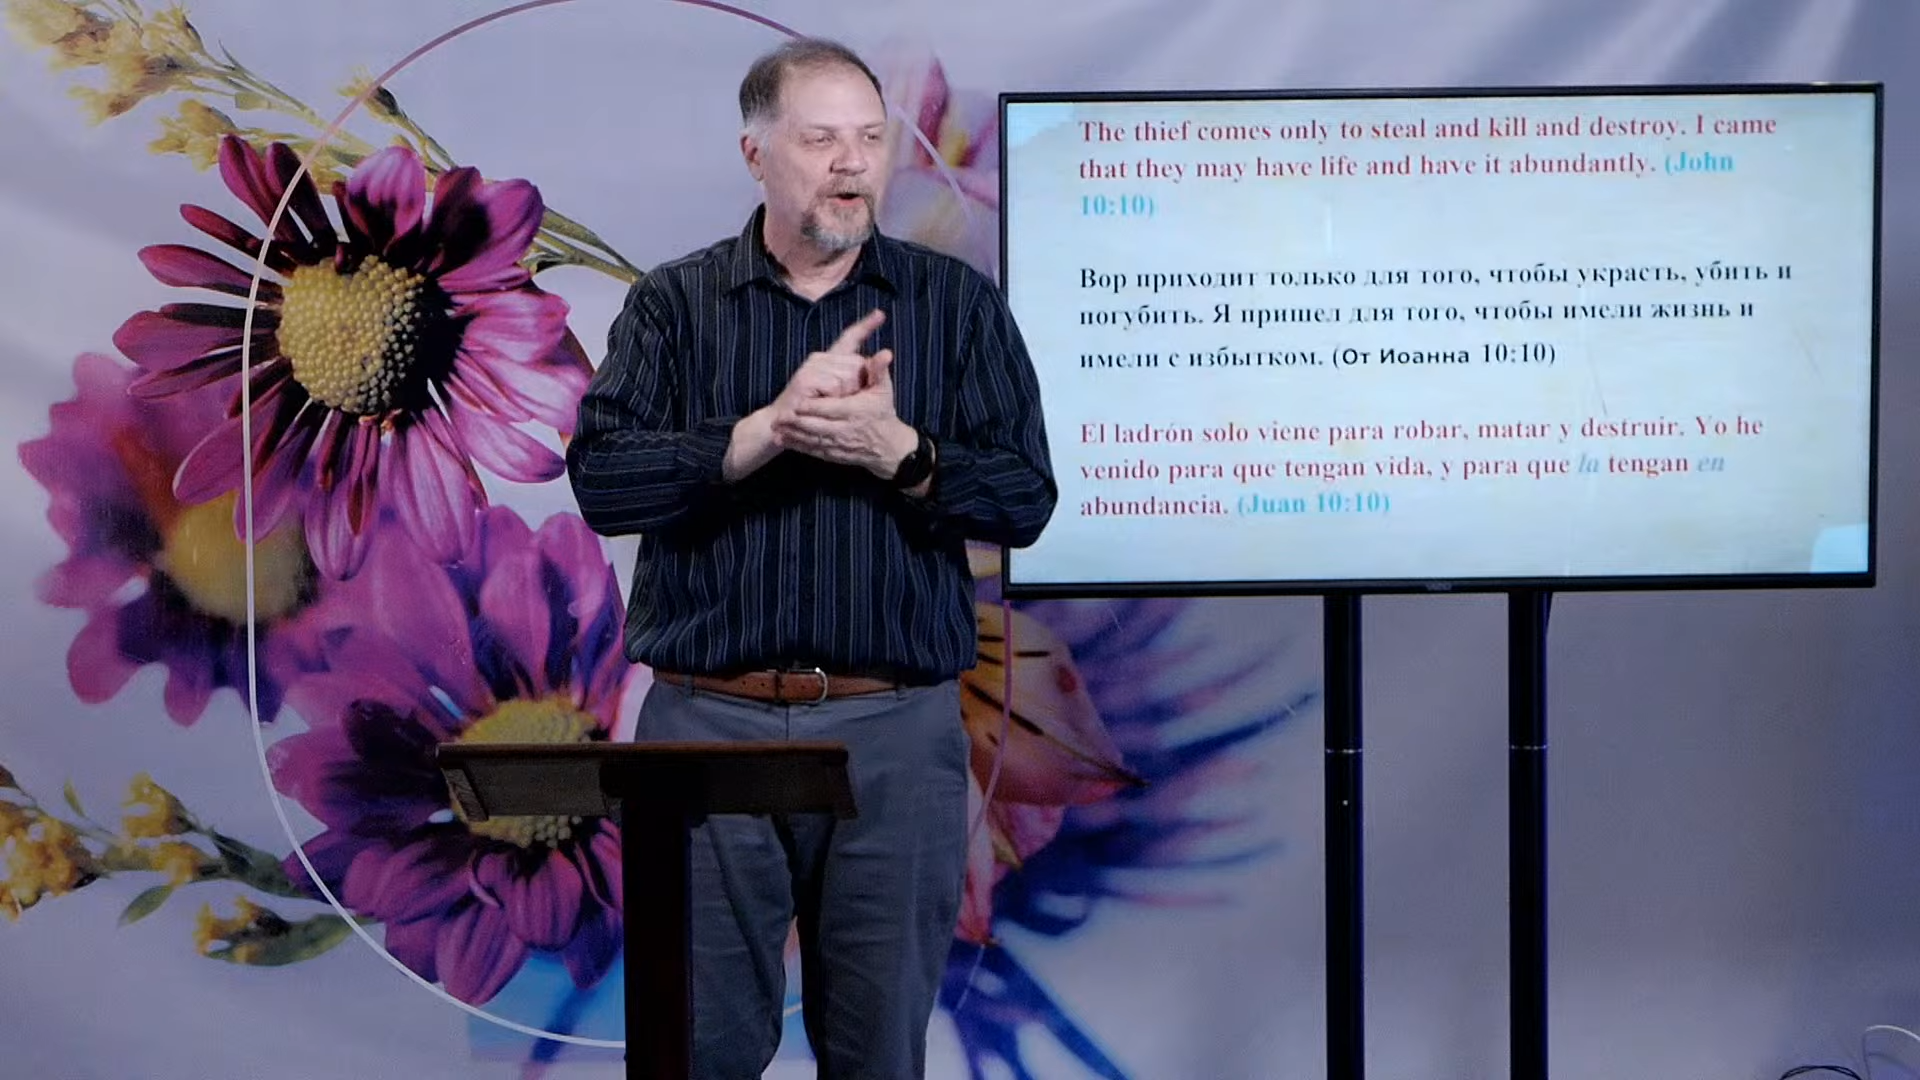 The thief comes only to steal and kill and destroy. I came
that they may have life and have it abundantly. (John
10:10)
Вор приходит только для того, чтобы украсть, убить и
погубить. Я пришел для того, чтобы имели жизнь и
имели с избытком. (От Иоанна 10:10)
El ladrón solo viene para robar, matar y destruir. Yo he
venido para que tengan vida, y para que la tengan en
abundancia. (Juan 10:10)
VIZIO